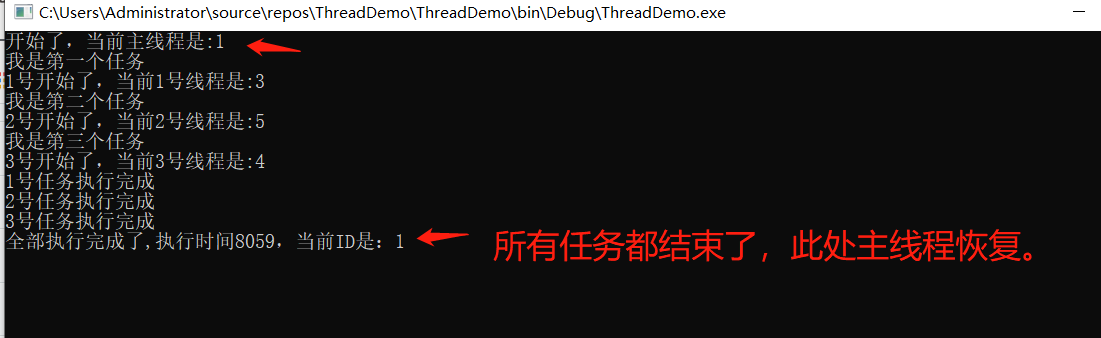 C:\Users\Administrator\source\repos\ThreadDemo\ThreadDemo\bin\Debug\ThreadDemo.exe
开始了，当前主线程是:1
我是第一个任务
1号开始了，当前1号线程是:3
我是第二个任务
2号开始了，当前2号线程是:5
我是第三个任务
3号开始了，当前3号线程是:4
1号任务执行完成
2号任务执行完成
3号任务执行完成
全部执行完成了,执行时间8059，当前ID是：1
所有任务都结束了，此处主线程恢复。